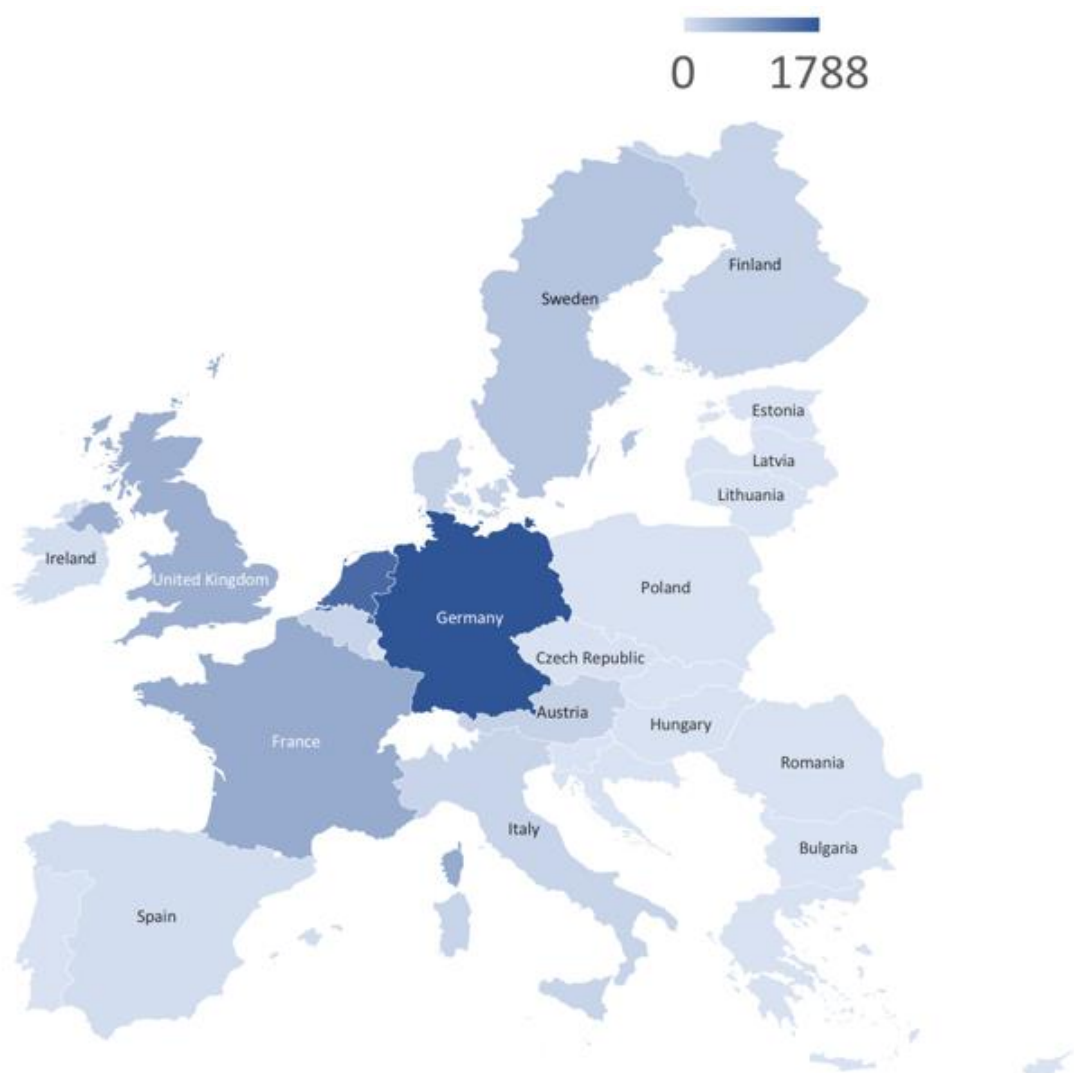 0 1788
Finland
Sweden
Estonia
Latvia
Lithuania
Ireland
United Kingdom
Poland
Germany
Czech Republic
Austria
Hungary
France
Romania
Italy
Bulgaria
Spain